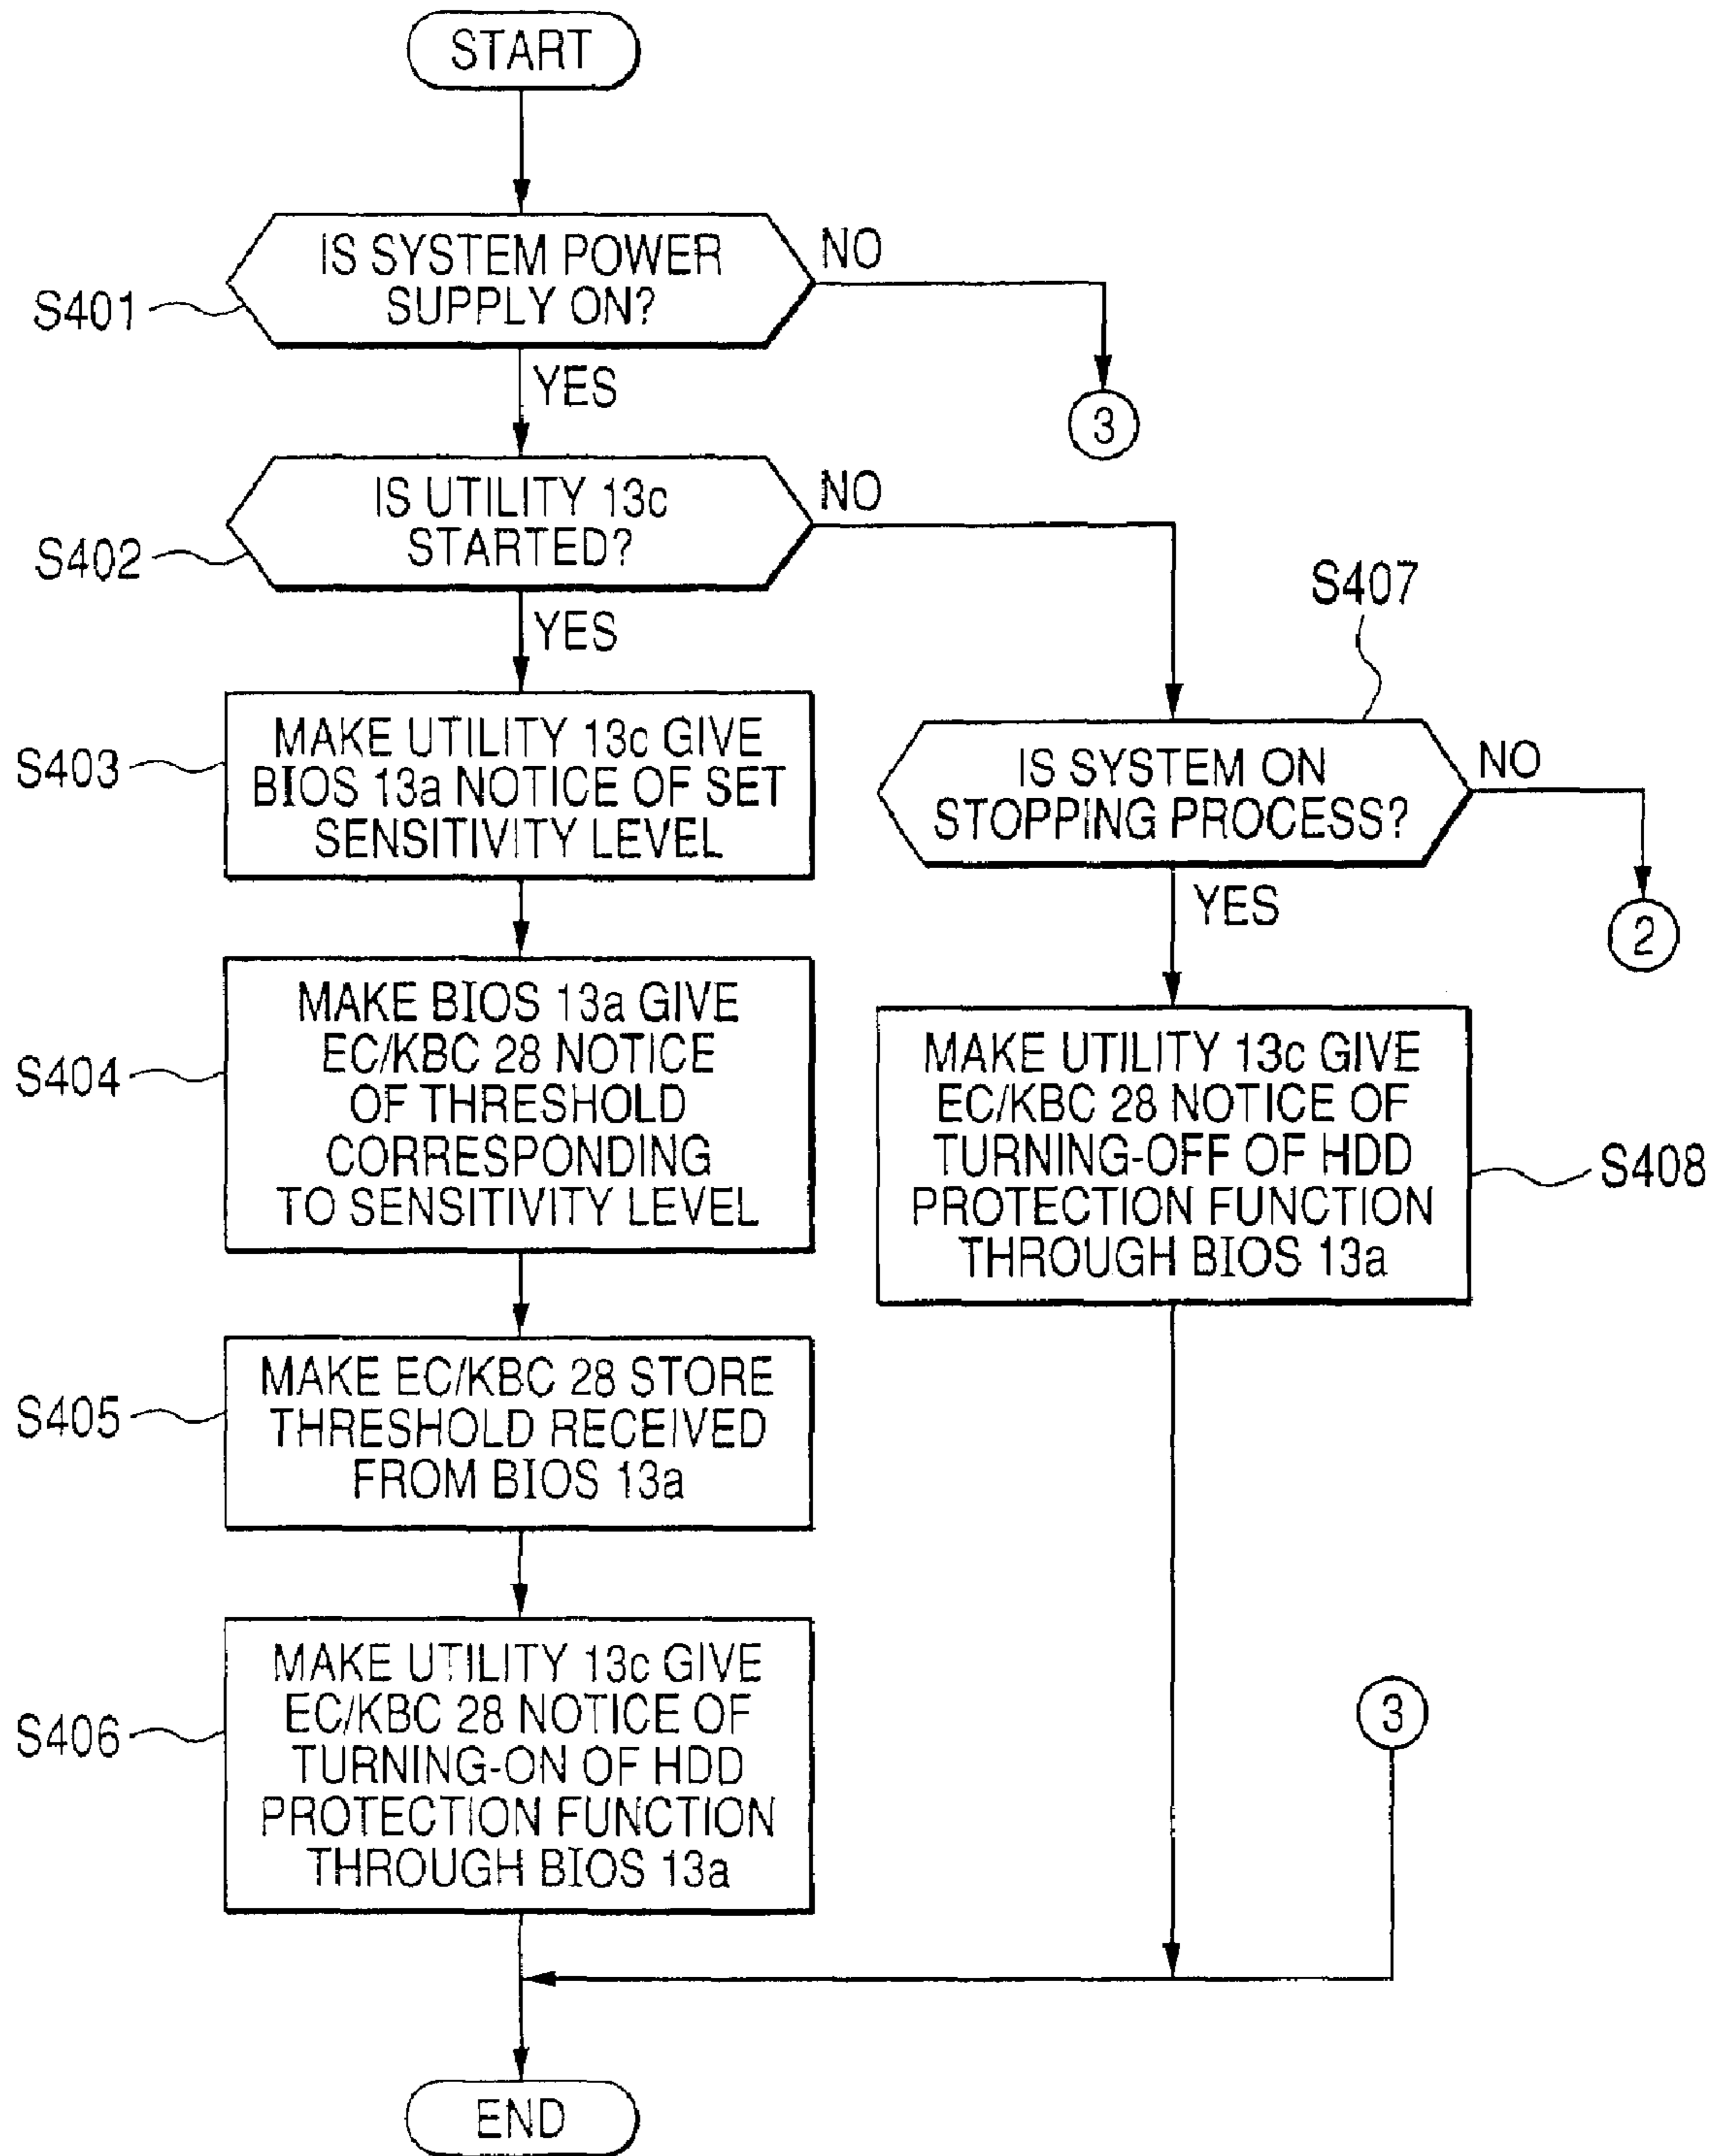 START
IS SYSTEM POWER
SUPPLY ON?
NO
S401
YES
3
IS UTILITY 13c
STARTED?
NO
S402
YES
S407
MAKE UTILITY 13c GIVE
BIOS 13a NOTICE OF SET
SENSITIVITY LEVEL
S403
IS SYSTEM ON
STOPPING PROCESS?
NO
YES
2
MAKE BIOS 13a GIVE
EC/KBC 28 NOTICE
OF THRESHOLD
CORRESPONDING
TO SENSITIVITY LEVEL
S404
MAKE UTILITY 13c GIVE
EC/KBC 28 NOTICE OF
TURNING-OFF OF HDD
PROTECTION FUNCTION
THROUGH BIOS 13a
S408
MAKE EC/KBC 28 STORE
THRESHOLD RECEIVED
FROM BIOS 13a
S405
MAKE UTILITY 13c GIVE
EC/KBC 28 NOTICE OF
TURNING-ON OF HDD
PROTECTION FUNCTION
THROUGH BIOS 13a
S406
3
END